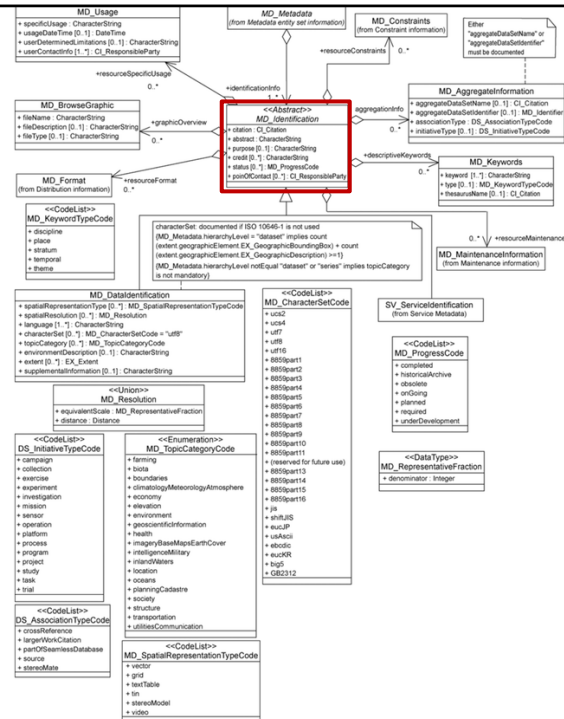 MD_Usage
+ specificUsage : CharacterString
+ usageDateTime [0..1] : DateTime
+ userDeterminedLimitations [0..1] : CharacterString
+ userContactInfo [1..*] : CI_ResponsibleParty
MD_Metadata
(from Metadata entity set information)
MD_Constraints
(from Constraint information)
Either
"aggregateDataSetName" or
"aggregateDataSetIdentifier"
must be documented
+resourceConstraints
0..*
+resourceSpecificUsage
0..*
+identificationInfo
1..*
MD_BrowseGraphic
+ fileName : CharacterString
+ fileDescription [0..1] : CharacterString
+ fileType [0..1] : CharacterString
+graphicOverview
0..*
<<Abstract>>
MD_Identification
+ citation : CI_Citation
+ abstract : CharacterString
+ purpose [0..1] : CharacterString
+ credit [0..*] : CharacterString
+ status [0..*] : MD_ProgressCode
+ poinOfContact [0..*] : CI_ResponsibleParty
aggregationInfo
0..*
MD_AggregateInformation
+ aggregateDataSetName [0..1] : CI_Citation
+ aggregateDataSetIdentifier [0..1] : MD_Identifier
+ associationType : DS_AssociationTypeCode
+ initiativeType [0..1] : DS_InitiativeTypeCode
+descriptiveKeywords
0..*
MD_Keywords
+ keyword [1..*] : CharacterString
+ type [0..1] : MD_KeywordTypeCode
+ thesaurusName [0..1] : CI_Citation
MD_Format
(from Distribution information)
+resourceFormat
0..*
<<CodeList>>
MD_KeywordTypeCode
+ discipline
+ place
+ stratum
+ temporal
+ theme
characterSet: documented if ISO 10646-1 is not used
{MD_Metadata.hierarchyLevel = "dataset" implies count
(extent.geographicElement.EX_GeographicBoundingBox) + count
(extent.geographicElement.EX_GeographicDescription) >=1}
{MD_Metadata.hierarchyLevel notEqual "dataset" or "series" implies topicCategory
is not mandatory}
0..*
+resourceMaintenance
MD_MaintenanceInformation
(from Maintenance information)
MD_DataIdentification
+ spatialRepresentationType [0..*] : MD_SpatialRepresentationTypeCode
+ spatialResolution [0..*] : MD_Resolution
+ language [1..*] : CharacterString
+ characterSet [0..*] : MD_CharacterSetCode = "utf8"
+ topicCategory [0..*] : MD_TopicCategoryCode
+ environmentDescription [0..1] : CharacterString
+ extent [0..*] : EX_Extent
+ supplementalInformation [0..1] : CharacterString
<<CodeList>>
MD_CharacterSetCode
+ ucs2
+ ucs4
+ utf7
+ utf8
+ utf16
+ 8859part1
+ 8859part2
+ 8859part3
+ 8859part4
+ 8859part5
+ 8859part6
+ 8859part7
+ 8859part8
+ 8859part9
+ 8859part10
+ 8859part11
+ (reserved for future use)
+ 8859part13
+ 8859part14
+ 8859part15
+ 8859part16
+ jis
+ shiftJIS
+ eucJP
+ usAscii
+ ebcdic
+ eucKR
+ big5
+ GB2312
SV_ServiceIdentification
(from Service Metadata)
<<CodeList>>
MD_ProgressCode
+ completed
+ historicalArchive
+ obsolete
+ onGoing
+ planned
+ required
+ underDevelopment
<<Union>>
MD_Resolution
+ equivalentScale : MD_RepresentativeFraction
+ distance : Distance
<<DataType>>
MD_RepresentativeFraction
+ denominator : Integer
<<CodeList>>
DS_InitiativeTypeCode
+ campaign
+ collection
+ exercise
+ experiment
+ investigation
+ mission
+ sensor
+ operation
+ platform
+ process
+ program
+ project
+ study
+ task
+ trial
<<Enumeration>>
MD_TopicCategoryCode
+ farming
+ biota
+ boundaries
+ climatologyMeteorologyAtmosphere
+ economy
+ elevation
+ environment
+ geoscientificInformation
+ health
+ imageryBaseMapsEarthCover
+ intelligenceMilitary
+ inlandWaters
+ location
+ oceans
+ planningCadastre
+ society
+ structure
+ transportation
+ utilitiesCommunication
<<CodeList>>
DS_AssociationTypeCode
+ crossReference
+ largerWorkCitation
+ partOfSeamlessDatabase
+ source
+ stereoMate
<<CodeList>>
MD_SpatialRepresentationTypeCode
+ vector
+ grid
+ textTable
+ tin
+ stereoModel
+ video